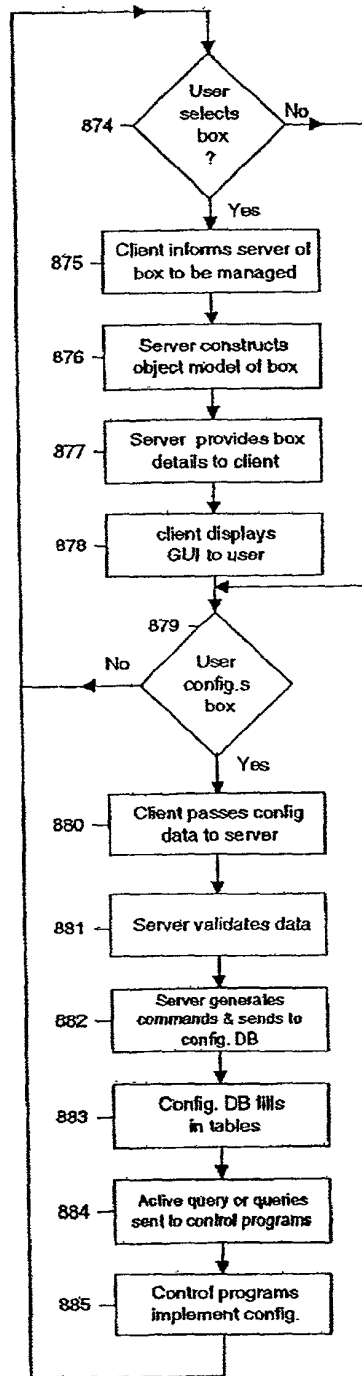 User
selects
box
?
No
874
Yes
875
Client informs server of
box to be managed
876
Server constructs
object model of box
877
Server provides box
details to client
878
client displays
GUI to user
879
No
User
config.s
box
Yes
880
Client passes config
data to server
881
Server validates data
882
Server generales
commands & sends to
config. DB
883
Config. DB fills
in tables
884
Active query or queries
sent to control programs
885
Control programs
implement config.